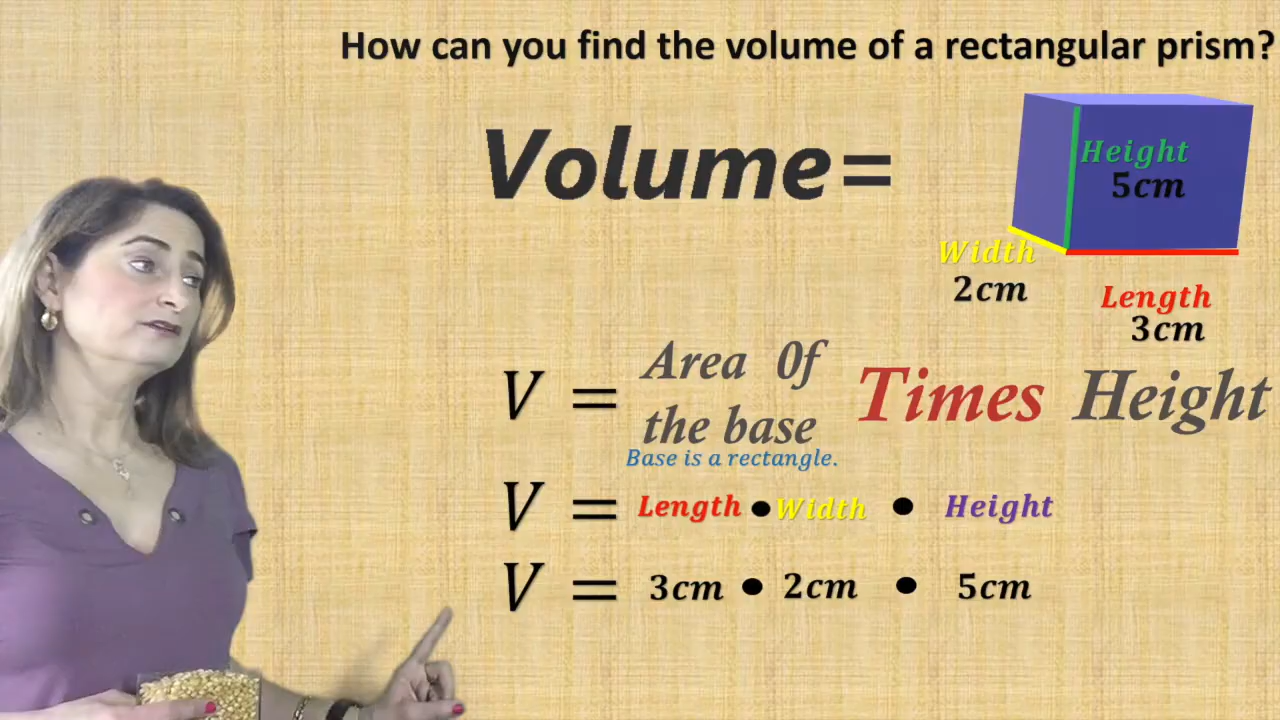 How can you find the volume of a rectangular prism?
Volume=
Height
5cm
Width
2cm
Length
3cm
V = Area 0f the base Times Height
Base is a rectangle.
V = Length • Width • Height
V = 3cm • 2cm • 5cm